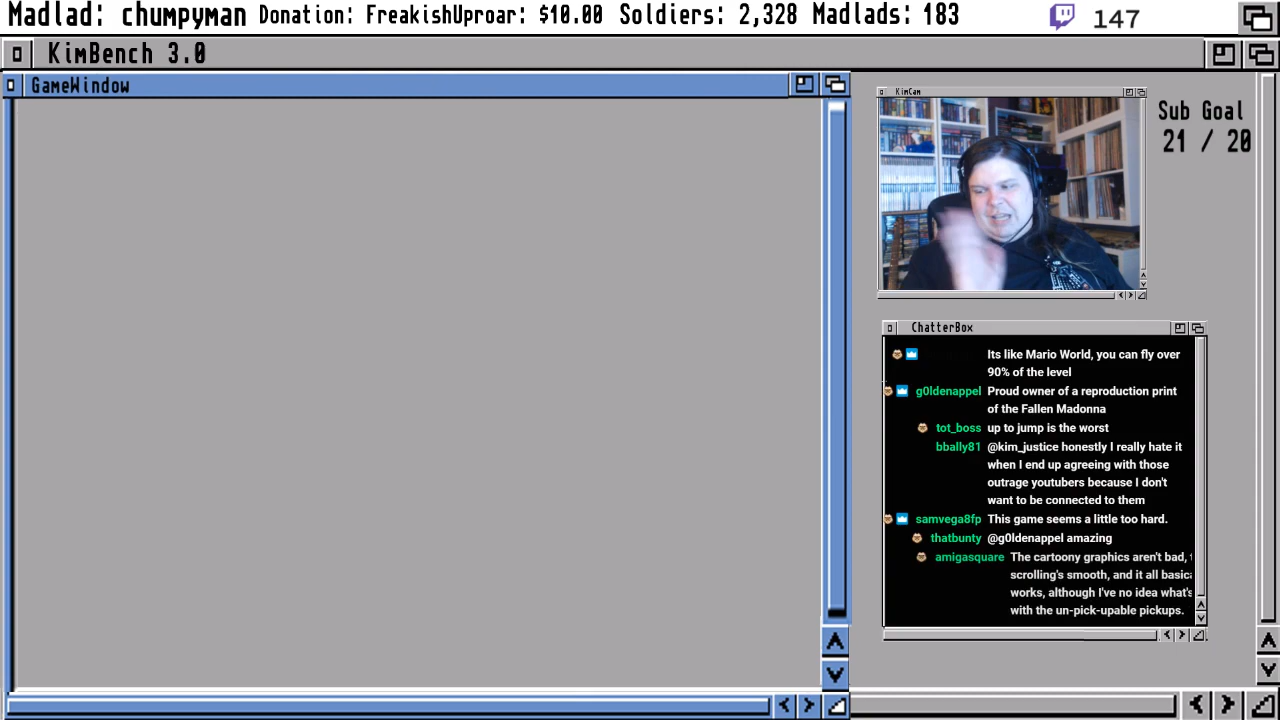 Madlad: chumpyman Donation: FreakishUproar: $10.00 Soldiers: 2,328 Madlads: 183 147
KimBench 3.0
GameWindow
KimCam
Sub Goal
21 / 20
ChatterBox
Its like Mario World, you can fly over
90% of the level
g0ldenappel Proud owner of a reproduction print
of the Fallen Madonna
tot_boss up to jump is the worst
bbally81 @kim_justice honestly I really hate it
when I end up agreeing with those
outrage youtubers because I don't
want to be connected to them
samvega8fp This game seems a little too hard.
thatbunty @g0ldenappel amazing
amigasquare The cartoony graphics aren't bad,
scrolling's smooth, and it all basica
works, although I've no idea what's
with the un-pick-upable pickups.